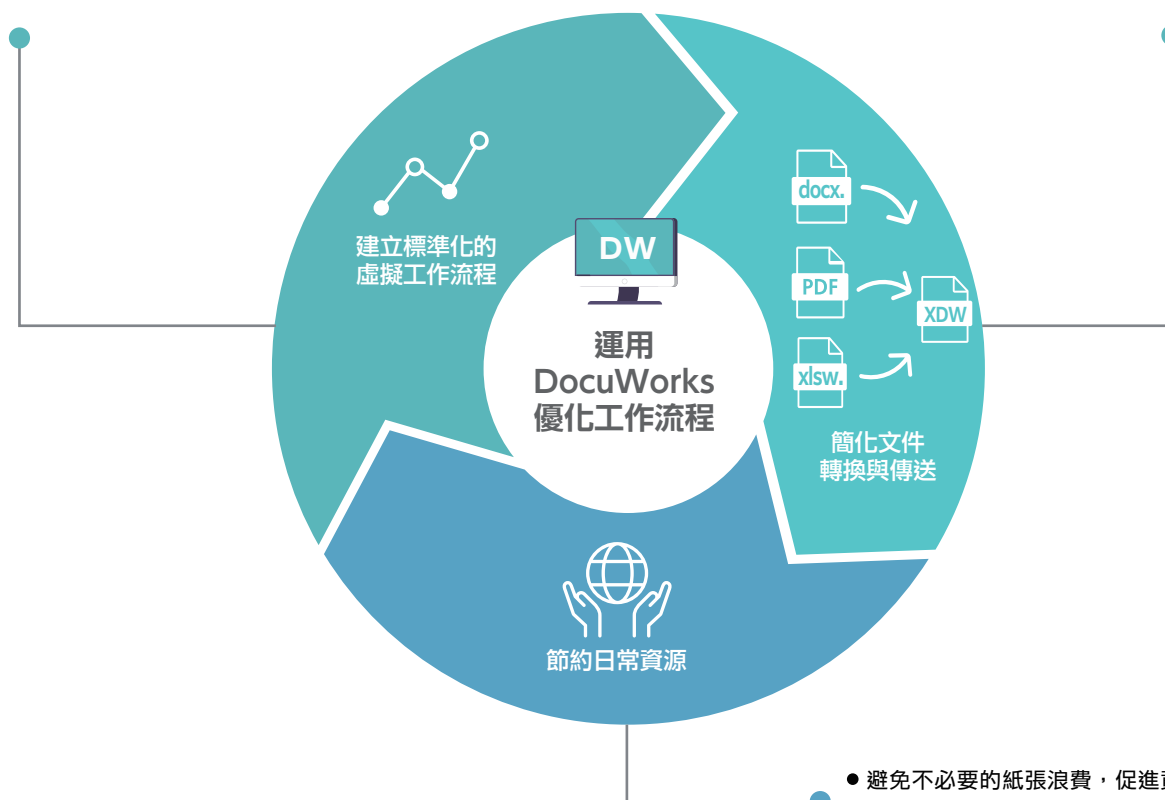 建立標準化的
虛擬工作流程
DW
運用
DocuWorks
優化工作流程
docx.
PDF
xlsw.
XDW
簡化文件
轉換與傳送
節約日常資源
● 避免不必要的紙張浪費，促進